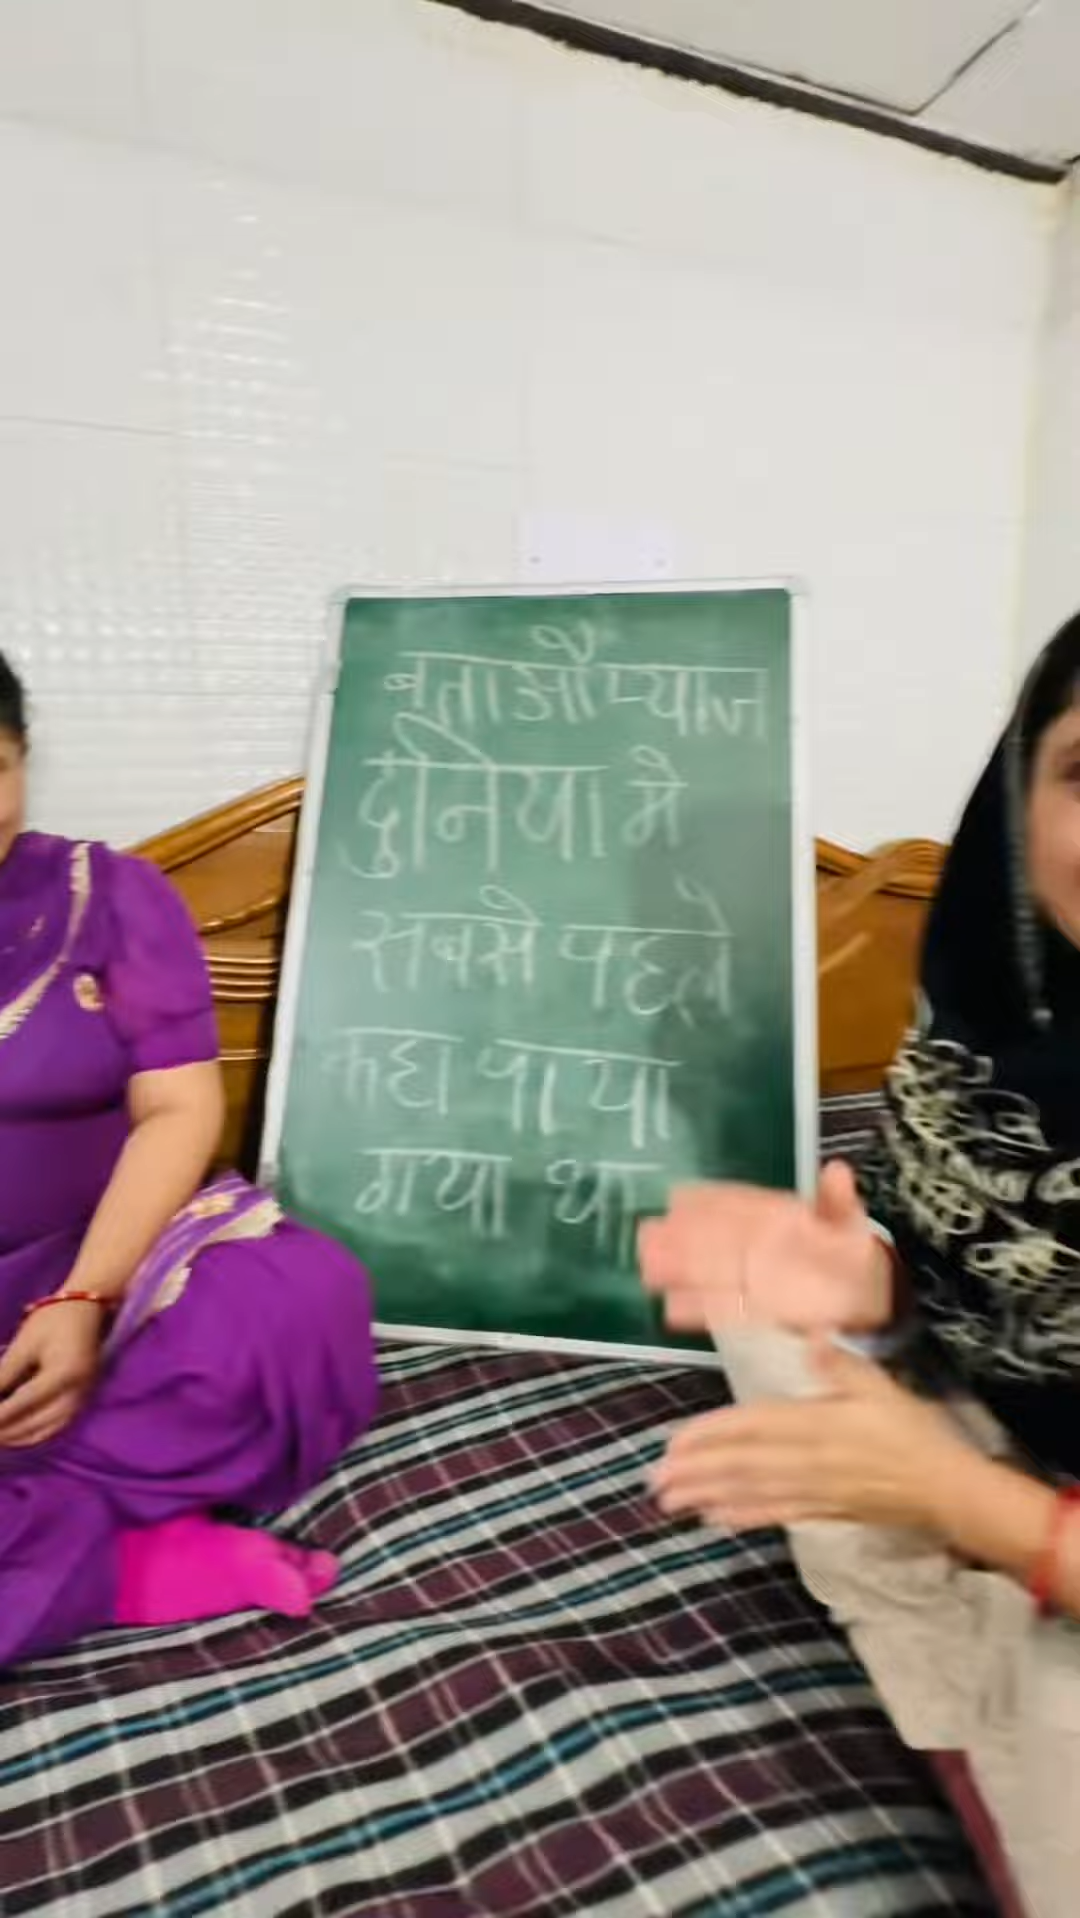 बताओ प्याज
दुनिया मे
सबसे पहले
कहा पाया
गया था